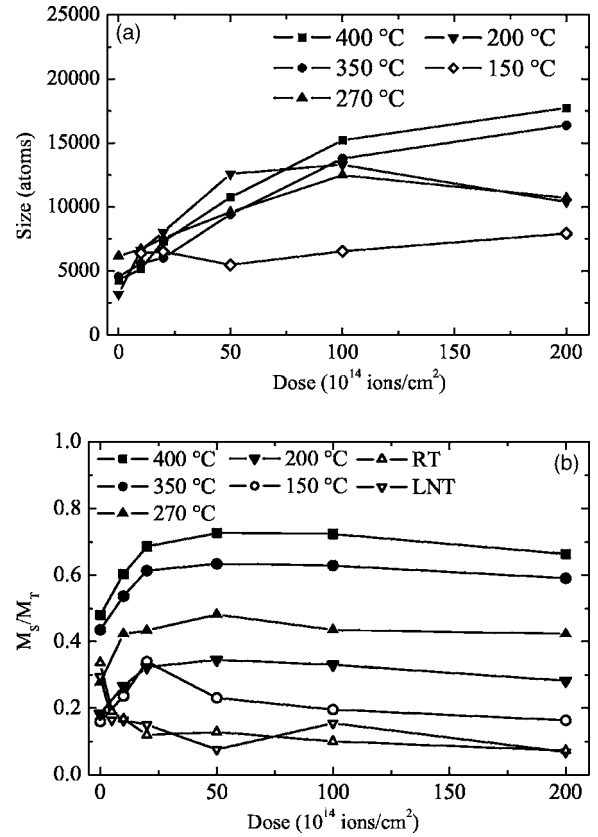 (a)
400 °C 200 °C
350 °C 150 °C
270 °C
25000
20000
15000
10000
5000
0
Size (atoms)
0 50 100 150 200
Dose (10¹⁴ ions/cm²)
(b)
400 °C 200 °C RT
350 °C 150 °C LNT
270 °C
1.0
0.8
0.6
0.4
0.2
0.0
M_S/M_T
0 50 100 150 200
Dose (10¹⁴ ions/cm²)